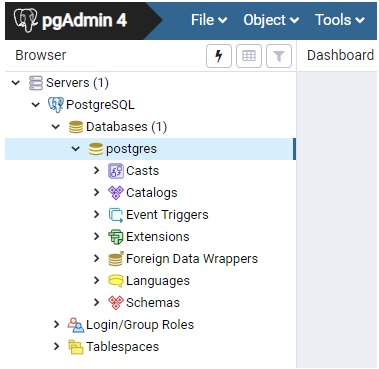 pgAdmin 4 File Object Tools
Browser Dashboard
Servers (1)
PostgreSQL
Databases (1)
postgres
Casts
Catalogs
Event Triggers
Extensions
Foreign Data Wrappers
Languages
Schemas
Login/Group Roles
Tablespaces